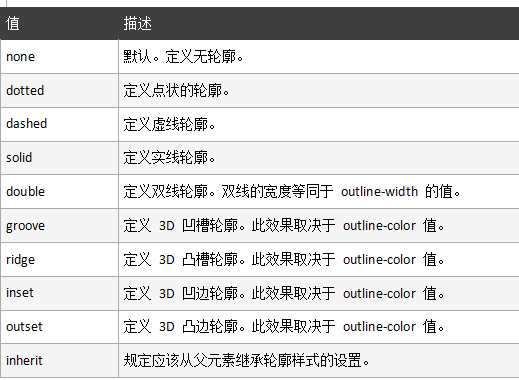 值 描述
none 默认。定义无轮廓。
dotted 定义点状的轮廓。
dashed 定义虚线轮廓。
solid 定义实线轮廓。
double 定义双线轮廓。双线的宽度等同于 outline-width 的值。
groove 定义 3D 凹槽轮廓。此效果取决于 outline-color 值。
ridge 定义 3D 凸槽轮廓。此效果取决于 outline-color 值。
inset 定义 3D 凹边轮廓。此效果取决于 outline-color 值。
outset 定义 3D 凸边轮廓。此效果取决于 outline-color 值。
inherit 规定应该从父元素继承轮廓样式的设置。